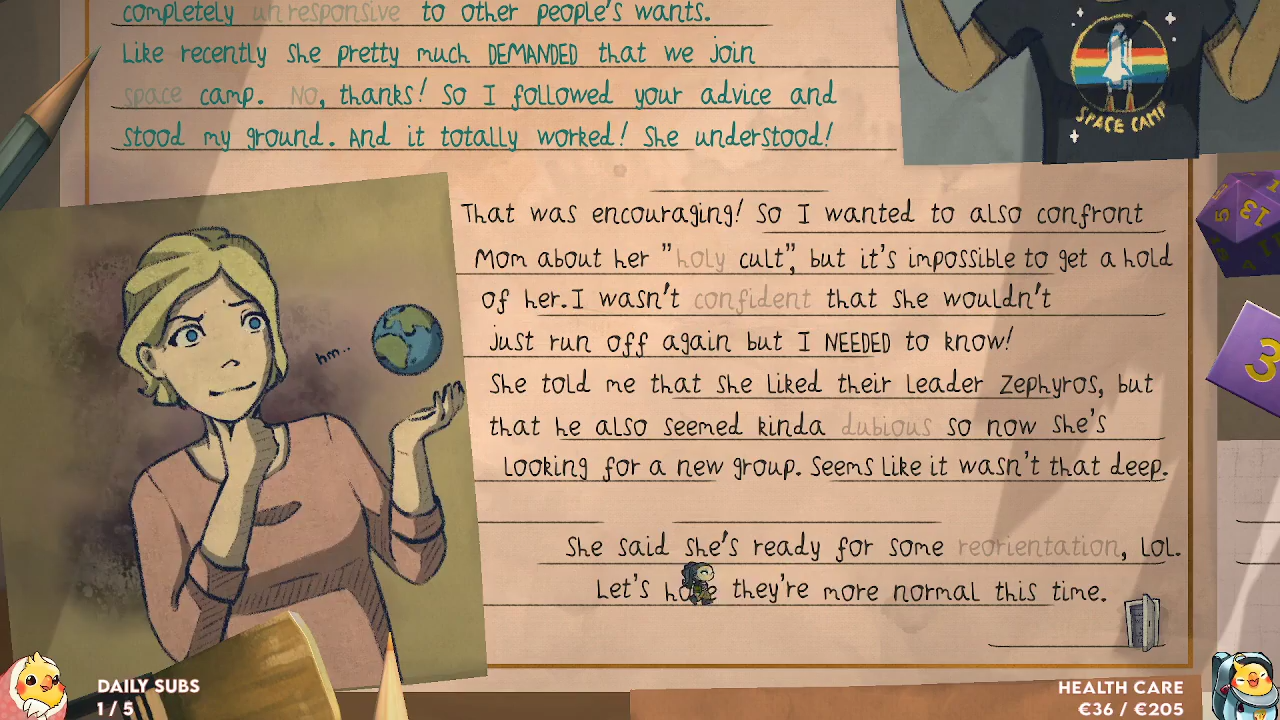 completely unresponsive to other people's wants.
Like recently she pretty much DEMANDED that we join
space camp. No, thanks! So I followed your advice and
stood my ground. And it totally worked! She understood!
SPACE CAMP
That was encouraging! So I wanted to also confront
Mom about her "holy cult", but it's impossible to get a hold
of her. I wasn't confident that she wouldn't
just run off again but I NEEDED to know!
She told me that she liked their leader Zephyros, but
that he also seemed kinda dubious so now she's
looking for a new group. Seems like it wasn't that deep.
She said she's ready for some reorientation, LOL.
Let's they're more normal this time.
hm..
5
13
3
DAILY SUBS
1 / 5
HEALTH CARE
€36 / €205